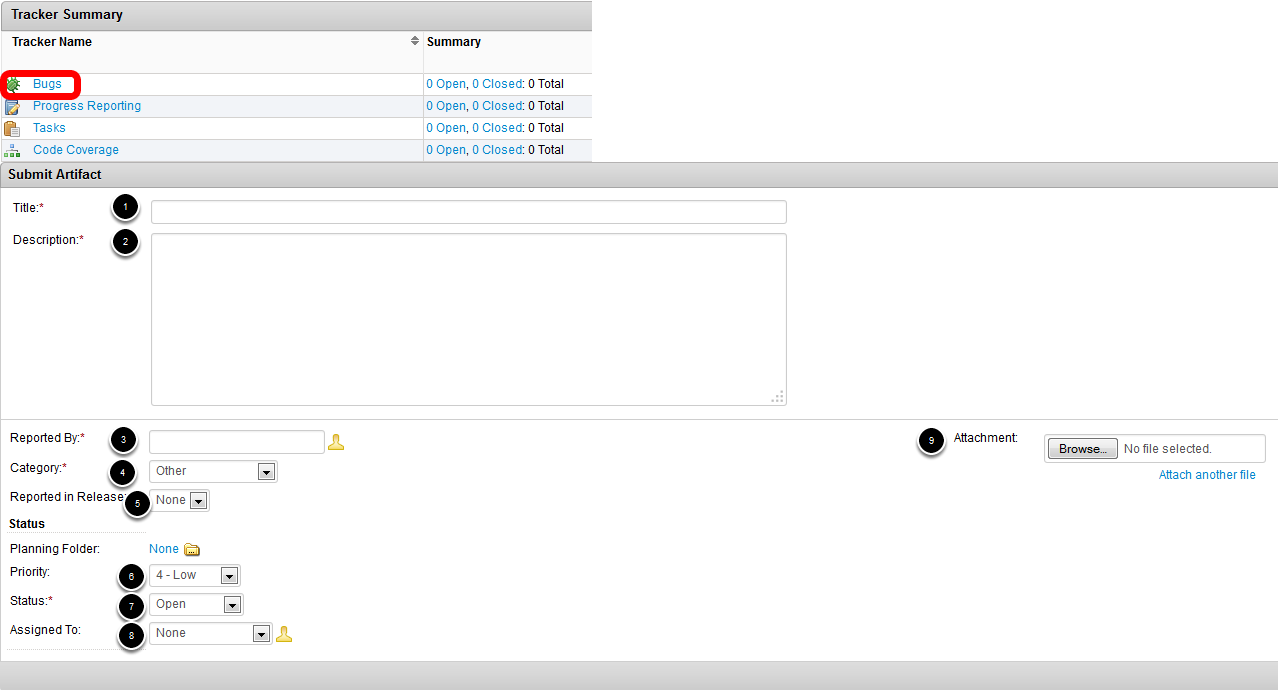 Tracker Summary
Tracker Name Summary
Bugs 0 Open, 0 Closed: 0 Total
Progress Reporting 0 Open, 0 Closed: 0 Total
Tasks 0 Open, 0 Closed: 0 Total
Code Coverage 0 Open, 0 Closed: 0 Total
Submit Artifact
Title:* 1
Description:* 2
Reported By:* 3 9 Attachment: Browse... No file selected.
Category:* 4 Other Attach another file
Reported in Release: 5 None
Status
Planning Folder: None
Priority: 6 4 - Low
Status:* 7 Open
Assigned To: 8 None